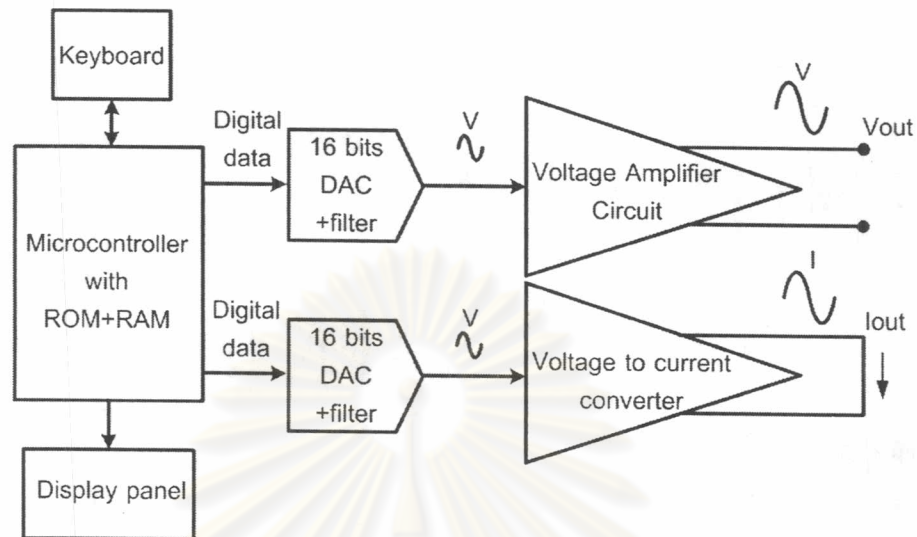 Keyboard
Microcontroller
with
ROM+RAM
Display panel
Digital
data
16 bits
DAC
+filter
V
Voltage Amplifier
Circuit
V
Vout
Digital
data
16 bits
DAC
+filter
V
Voltage to current
converter
I
Iout